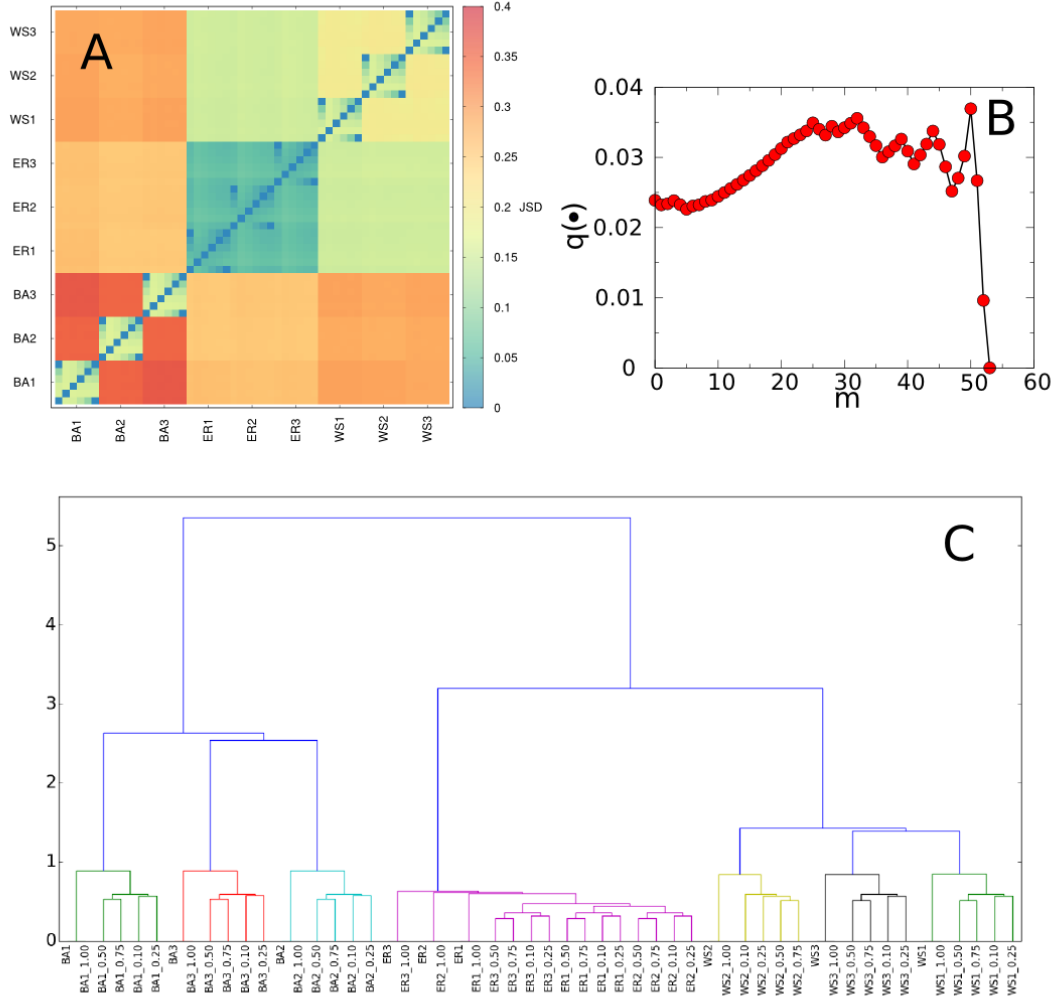 A
WS3
WS2
WS1
ER3
ER2
ER1
BA3
BA2
BA1
BA1 BA2 BA3 ER1 ER2 ER3 WS1 WS2 WS3
0.4
0.35
0.3
0.25
0.2
0.15
0.1
0.05
0
JSD
B
0.04
0.03
0.02
0.01
0
q(•)
0 10 20 30 40 50 60
m
C
5
4
3
2
1
0
BA1
BA1_1.00
BA1_0.50
BA1_0.75
BA1_0.10
BA1_0.25
BA3
BA3_1.00
BA3_0.50
BA3_0.75
BA3_0.10
BA3_0.25
BA2
BA2_1.00
BA2_0.50
BA2_0.75
BA2_0.10
BA2_0.25
ER3
ER3_1.00
ER2
ER2_1.00
ER1
ER1_1.00
ER3_0.50
ER3_0.75
ER3_0.10
ER3_0.25
ER1_0.50
ER1_0.75
ER1_0.10
ER1_0.25
ER2_0.50
ER2_0.75
ER2_0.10
ER2_0.25
WS2
WS2_1.00
WS2_0.10
WS2_0.25
WS2_0.50
WS2_0.75
WS3
WS3_1.00
WS3_0.50
WS3_0.75
WS3_0.10
WS3_0.25
WS1
WS1_1.00
WS1_0.50
WS1_0.75
WS1_0.10
WS1_0.25